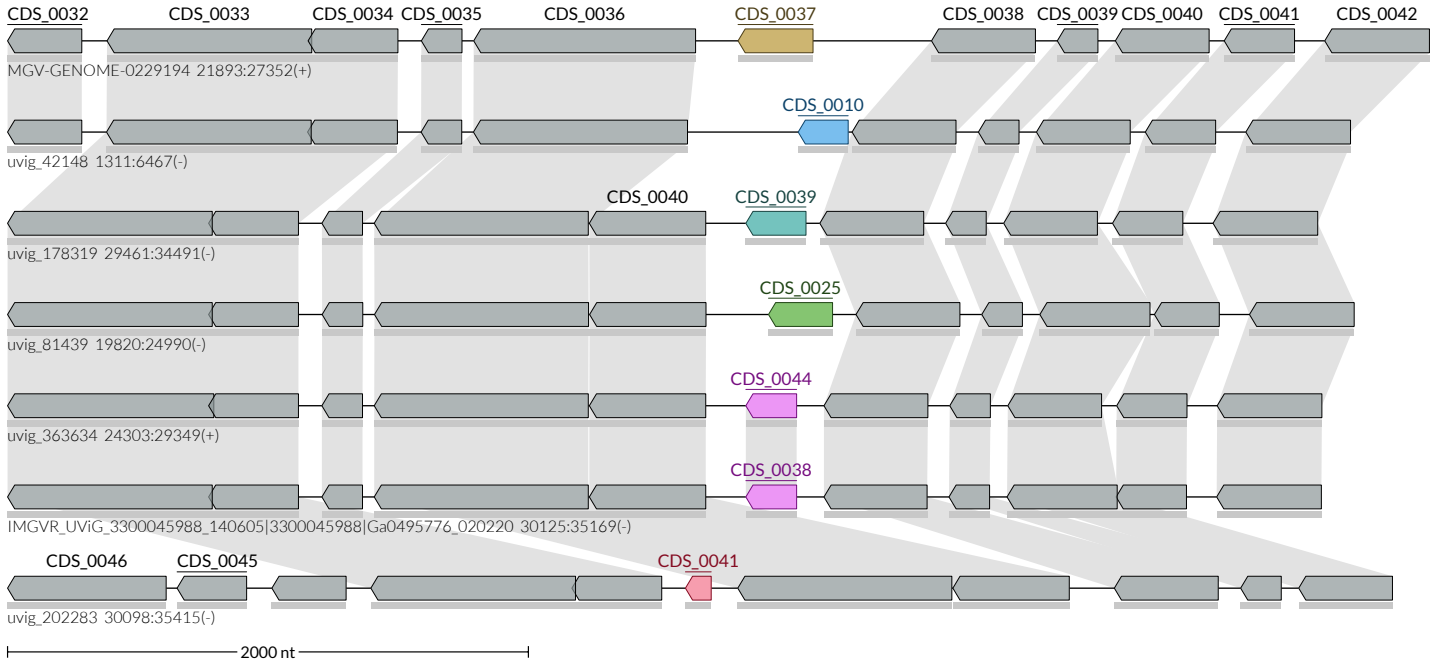 CDS_0032 CDS_0033 CDS_0034 CDS_0035 CDS_0036 CDS_0037 CDS_0038 CDS_0039 CDS_0040 CDS_0041 CDS_0042
MGV-GENOME-0229194 21893:27352(+)
CDS_0010
uvig_42148 1311:6467(-)
CDS_0040 CDS_0039
uvig_178319 29461:34491(-)
CDS_0025
uvig_81439 19820:24990(-)
CDS_0044
uvig_363634 24303:29349(+)
CDS_0038
IMGVR_UViG_3300045988_140605|3300045988|Ga0495776_020220 30125:35169(-)
CDS_0046 CDS_0045 CDS_0041
uvig_202283 30098:35415(-)
2000 nt